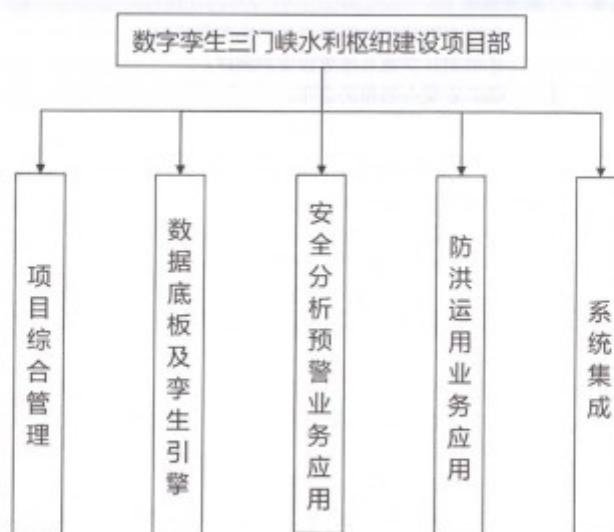 数字孪生三门峡水利枢纽建设项目部
项目综合管理
数据底板及孪生引擎
安全分析预警业务应用
防洪运用业务应用
系统集成